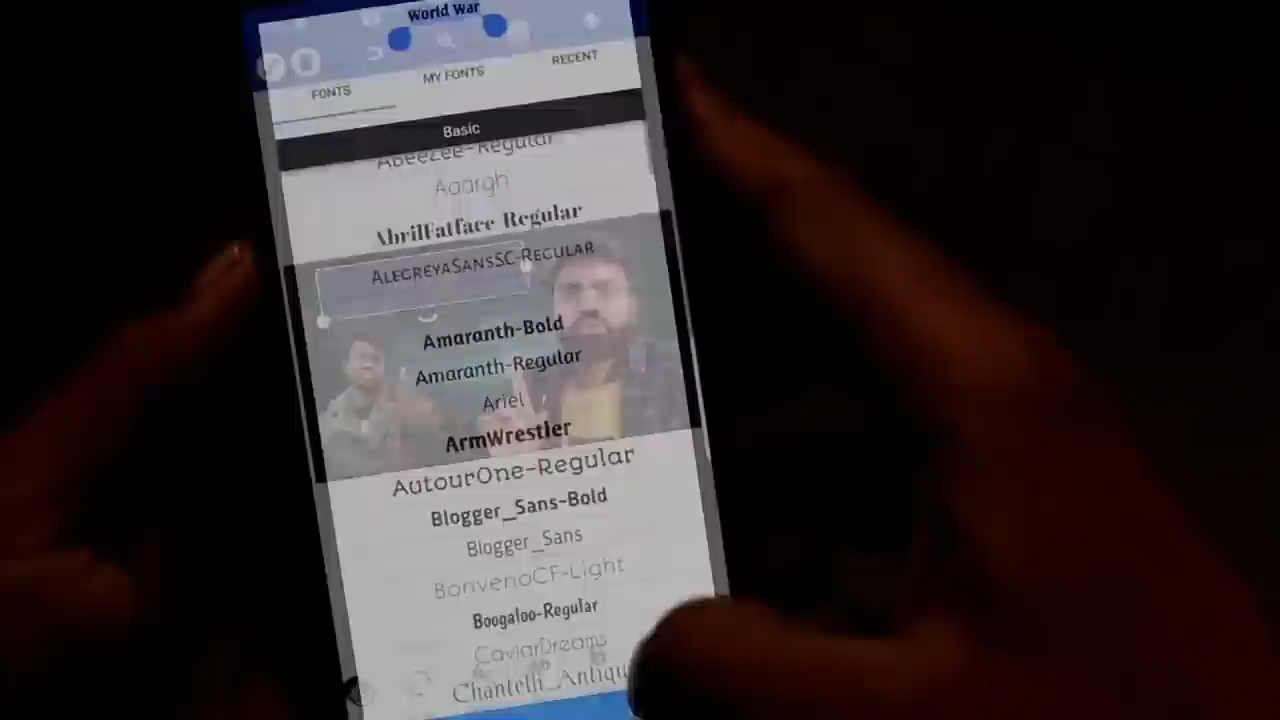 World War
FONTS
MY FONTS
RECENT
Basic
Abeezee-Regular
Aaargh
AbrilFatface-Regular
AlegreyaSansSC-Regular
Amaranth-Bold
Amaranth-Regular
Ariel
ArmWrestler
AutourOne-Regular
Blogger_Sans-Bold
Blogger_Sans
BonvenoCF-Light
Boogaloo-Regular
CaviarDreams
Chantelli_Antiqu